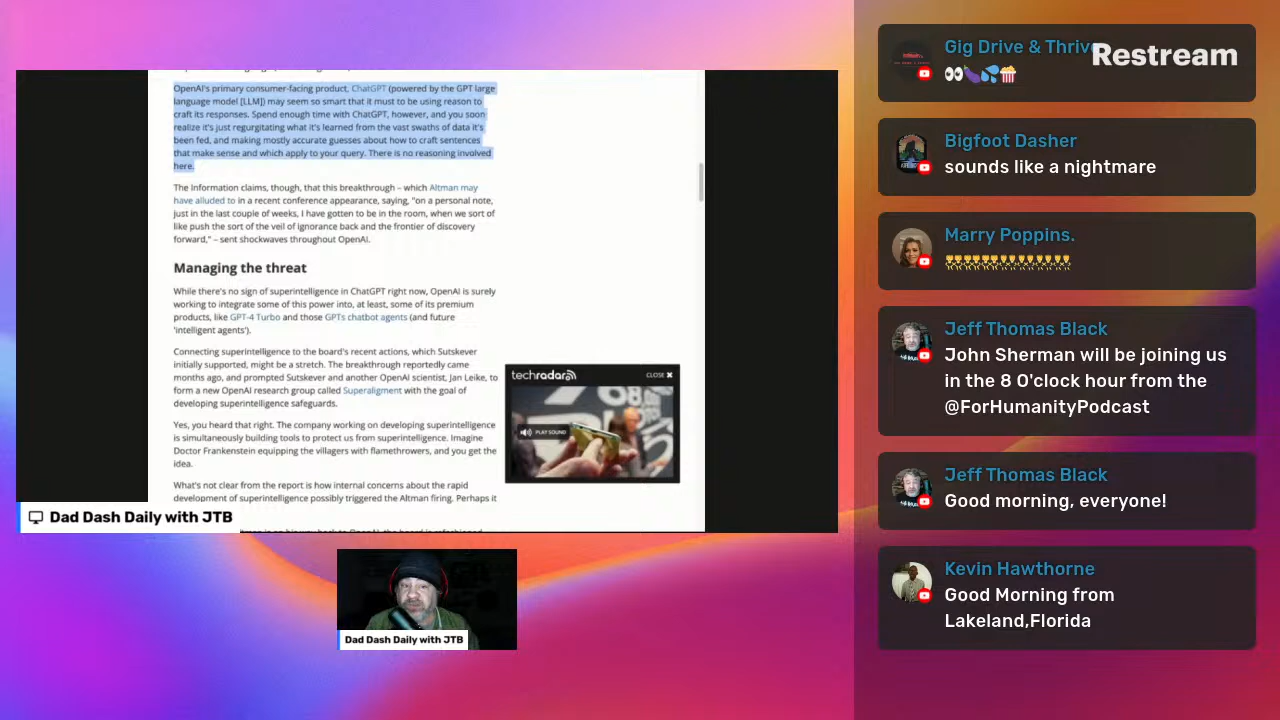 OpenAI's primary consumer-facing product, ChatGPT (powered by the GPT large
language model [LLM]) may seem so smart that it must to be using reason to
craft its responses. Spend enough time with ChatGPT, however, and you soon
realize it's just regurgitating what it's learned from the vast swaths of data it's
been fed, and making mostly accurate guesses about how to craft sentences
that make sense and which apply to your query. There is no reasoning involved
here.
The Information claims, though, that this breakthrough – which Altman may
have alluded to in a recent conference appearance, saying, "on a personal note,
just in the last couple of weeks, I have gotten to be in the room, when we sort of
like push the sort of the veil of ignorance back and the frontier of discovery
forward," – sent shockwaves throughout OpenAI.
Managing the threat
While there's no sign of superintelligence in ChatGPT right now, OpenAI is surely
working to integrate some of this power into, at least, some of its premium
products, like GPT-4 Turbo and those GPTs chatbot agents (and future
'intelligent agents').
Connecting superintelligence to the board's recent actions, which Sutskever
initially supported, might be a stretch. The breakthrough reportedly came
months ago, and prompted Sutskever and another OpenAI scientist, Jan Leike, to
form a new OpenAI research group called Superaligment with the goal of
developing superintelligence safeguards.
Yes, you heard that right. The company working on developing superintelligence
is simultaneously building tools to protect us from superintelligence. Imagine
Doctor Frankenstein equipping the villagers with flamethrowers, and you get the
idea.
What's not clear from the report is how internal concerns about the rapid
development of superintelligence possibly triggered the Altman firing. Perhaps it
techradar
CLOSE ✖
PLAY SOUND
Dad Dash Daily with JTB
Dad Dash Daily with JTB
Restream
Gig Drive & Thrive
👀🍆💦🍿
Bigfoot Dasher
sounds like a nightmare
Marry Poppins.
Jeff Thomas Black
John Sherman will be joining us
in the 8 O'clock hour from the
@ForHumanityPodcast
Jeff Thomas Black
Good morning, everyone!
Kevin Hawthorne
Good Morning from
Lakeland,Florida